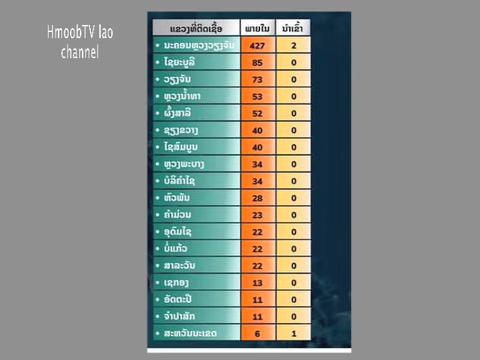 HmoobTV lao
channel
ແຂວງທີ່ຕິດເຊື້ອ ພາຍໃນ ນຳເຂົ້າ
• ນະຄອນຫຼວງວຽງຈັນ 427 2
• ໄຊຍະບູລີ 85 0
• ວຽງຈັນ 73 0
• ຫຼວງນ້ຳທາ 53 0
• ຜົ້ງສາລີ 52 0
• ຊຽງຂວາງ 40 0
• ໄຊສົມບູນ 40 0
• ຫຼວງພະບາງ 34 0
• ບໍລິຄຳໄຊ 34 0
• ຫົວພັນ 28 0
• ຄຳມ່ວນ 23 0
• ອຸດົມໄຊ 22 0
• ບໍ່ແກ້ວ 22 0
• ສາລະວັນ 22 0
• ເຊກອງ 13 0
• ອັດຕະປື 11 0
• ຈຳປາສັກ 11 0
• ສະຫວັນນະເຂດ 6 1